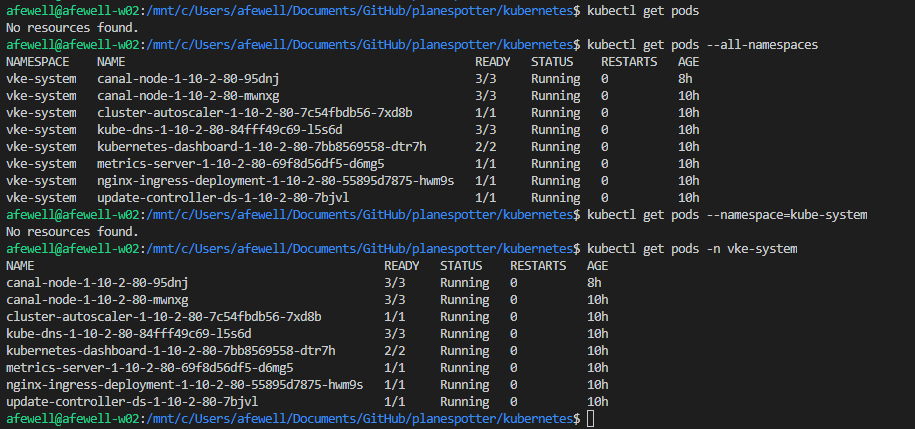 afewell@afewell-w02:/mnt/c/Users/afewell/Documents/GitHub/planespotter/kubernetes$ kubectl get pods
No resources found.
afewell@afewell-w02:/mnt/c/Users/afewell/Documents/GitHub/planespotter/kubernetes$ kubectl get pods --all-namespaces
NAMESPACE NAME READY STATUS RESTARTS AGE
vke-system canal-node-1-10-2-80-95dnj 3/3 Running 0 8h
vke-system canal-node-1-10-2-80-mwnxg 3/3 Running 0 10h
vke-system cluster-autoscaler-1-10-2-80-7c54fbdb56-7xd8b 1/1 Running 0 10h
vke-system kube-dns-1-10-2-80-84fff49c69-l5s6d 3/3 Running 0 10h
vke-system kubernetes-dashboard-1-10-2-80-7bb8569558-dtr7h 2/2 Running 0 10h
vke-system metrics-server-1-10-2-80-69f8d56df5-d6mg5 1/1 Running 0 10h
vke-system nginx-ingress-deployment-1-10-2-80-55895d7875-hwm9s 1/1 Running 0 10h
vke-system update-controller-ds-1-10-2-80-7bjvl 1/1 Running 0 10h
afewell@afewell-w02:/mnt/c/Users/afewell/Documents/GitHub/planespotter/kubernetes$ kubectl get pods --namespace=kube-system
No resources found.
afewell@afewell-w02:/mnt/c/Users/afewell/Documents/GitHub/planespotter/kubernetes$ kubectl get pods -n vke-system
NAME READY STATUS RESTARTS AGE
canal-node-1-10-2-80-95dnj 3/3 Running 0 8h
canal-node-1-10-2-80-mwnxg 3/3 Running 0 10h
cluster-autoscaler-1-10-2-80-7c54fbdb56-7xd8b 1/1 Running 0 10h
kube-dns-1-10-2-80-84fff49c69-l5s6d 3/3 Running 0 10h
kubernetes-dashboard-1-10-2-80-7bb8569558-dtr7h 2/2 Running 0 10h
metrics-server-1-10-2-80-69f8d56df5-d6mg5 1/1 Running 0 10h
nginx-ingress-deployment-1-10-2-80-55895d7875-hwm9s 1/1 Running 0 10h
update-controller-ds-1-10-2-80-7bjvl 1/1 Running 0 10h
afewell@afewell-w02:/mnt/c/Users/afewell/Documents/GitHub/planespotter/kubernetes$